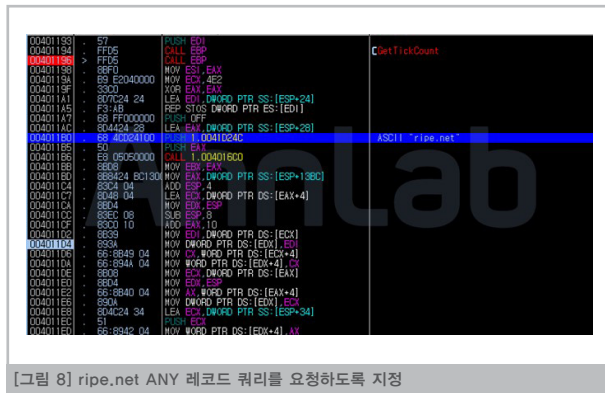 00401193 . 57 PUSH EDI
00401194 . FFD5 CALL EBP GetTickCount
00401196 > FFD5 CALL EBP
00401198 . 8BF0 MOV ESI,EAX
0040119A . B9 E2040000 MOV ECX,4E2
0040119F . 33C0 XOR EAX,EAX
004011A1 . 8D7C24 24 LEA EDI,DWORD PTR SS:[ESP+24]
004011A5 . F3:AB REP STOS DWORD PTR ES:[EDI]
004011A7 . 68 FF000000 PUSH 0FF
004011AC . 8D4424 28 LEA EAX,DWORD PTR SS:[ESP+28]
004011B0 . 68 4CD24100 PUSH 1.0041D24C ASCII "ripe.net"
004011B5 . 50 PUSH EAX
004011B6 . E8 05050000 CALL 1.004016C0
004011BB . 8BD8 MOV EBX,EAX
004011BD . 8B8424 BC130( MOV EAX,DWORD PTR SS:[ESP+13BC]
004011C4 . 83C4 04 ADD ESP,4
004011C7 . 8D48 04 LEA ECX,DWORD PTR DS:[EAX+4]
004011CA . 8BD4 MOV EDX,ESP
004011CC . 83EC 08 SUB ESP,8
004011CF . 83C0 10 ADD EAX,10
004011D2 . 8B39 MOV EDI,DWORD PTR DS:[ECX]
004011D4 . 893A MOV DWORD PTR DS:[EDX],EDI
004011D6 . 66:8B49 04 MOV CX,WORD PTR DS:[ECX+4]
004011DA . 66:894A 04 MOV WORD PTR DS:[EDX+4],CX
004011DE . 8B08 MOV ECX,DWORD PTR DS:[EAX]
004011E0 . 8BD4 MOV EDX,ESP
004011E2 . 66:8B40 04 MOV AX,WORD PTR DS:[EAX+4]
004011E6 . 890A MOV DWORD PTR DS:[EDX],ECX
004011E8 . 8D4C24 34 LEA ECX,DWORD PTR SS:[ESP+34]
004011EC . 51 PUSH ECX
004011ED . 66:8942 04 MOV WORD PTR DS:[EDX+4],AX
AhnLab
[그림 8] ripe.net ANY 레코드 쿼리를 요청하도록 지정